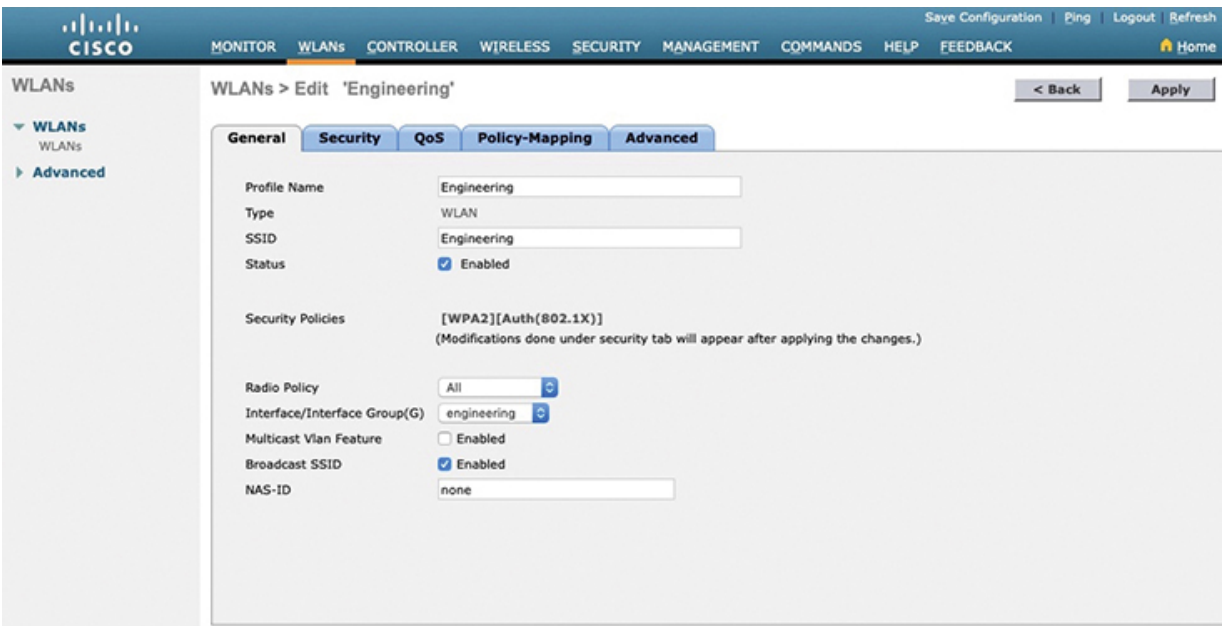 Save Configuration | Ping | Logout | Refresh
CISCO MONITOR WLANs CONTROLLER WIRELESS SECURITY MANAGEMENT COMMANDS HELP FEEDBACK Home
WLANs
WLANs > Edit 'Engineering'
< Back Apply
WLANs
WLANs
Advanced
General Security QoS Policy-Mapping Advanced
Profile Name Engineering
Type WLAN
SSID Engineering
Status Enabled
Security Policies [WPA2][Auth(802.1X)]
(Modifications done under security tab will appear after applying the changes.)
Radio Policy All
Interface/Interface Group(G) engineering
Multicast Vlan Feature Enabled
Broadcast SSID Enabled
NAS-ID none